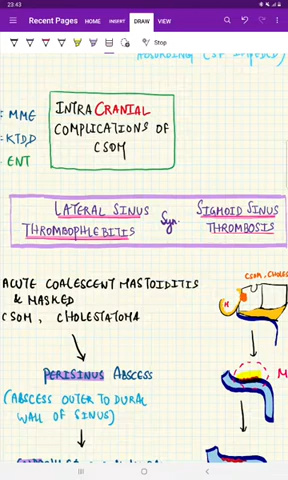 23.43
Recent Pages
HOME
INSERT
DRAW
Stop
ACCORDING
MME
KTDD
ENT
INTRA CRANIAL
COMPLICATIONS OF
CSOM
LATERAL SINUS
THROMBOPHLEBITIS
Syn.
SIGMOID SINUS
THROMBOSIS
ACUTE COALESCENT MASTOIDITIS
& MASKED
CSOM, CHOLESTATOMA
CSOM, CHOLES
PERISINUS ABSCESS
(ABSCESS OUTER TO DURAL
WALL OF SINUS)